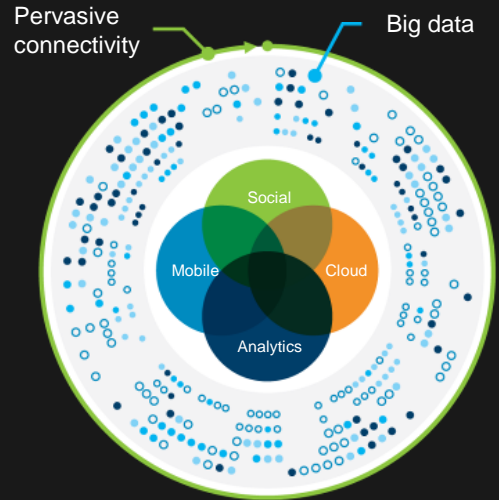 Pervasive
connectivity
Big data
Social
Mobile
Cloud
Analytics